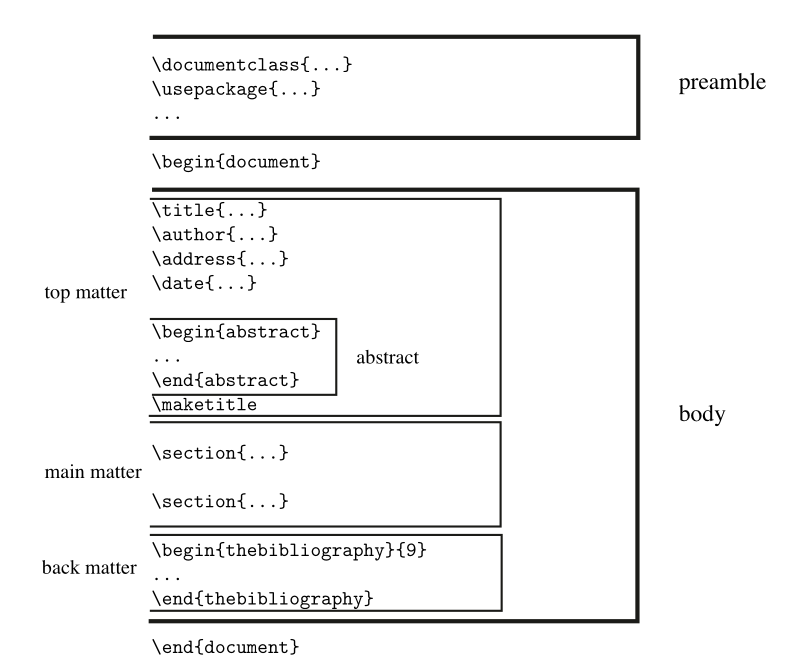 \documentclass{...}
\usepackage{...}
...
preamble
\begin{document}
\title{...}
\author{...}
\address{...}
\date{...}
top matter
\begin{abstract}
...
\end{abstract}
abstract
\maketitle
body
\section{...}
main matter
\section{...}
\begin{thebibliography}{9}
back matter
...
\end{thebibliography}
\end{document}